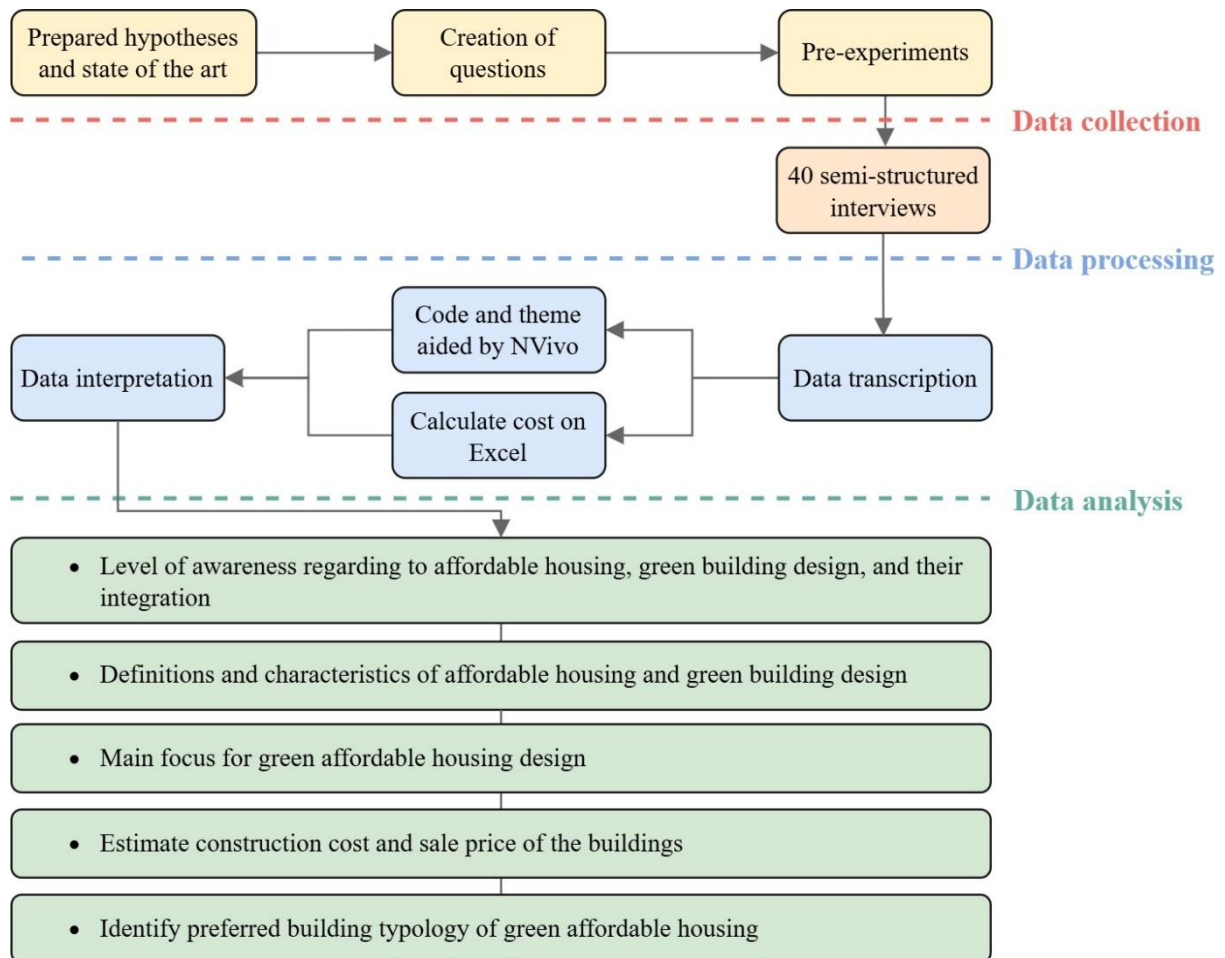 Prepared hypotheses
and state of the art
Creation of
questions
Pre-experiments
Data collection
40 semi-structured
interviews
Data processing
Code and theme
aided by NVivo
Data interpretation
Data transcription
Calculate cost on
Excel
Data analysis
• Level of awareness regarding to affordable housing, green building design, and their
integration
• Definitions and characteristics of affordable housing and green building design
• Main focus for green affordable housing design
• Estimate construction cost and sale price of the buildings
• Identify preferred building typology of green affordable housing